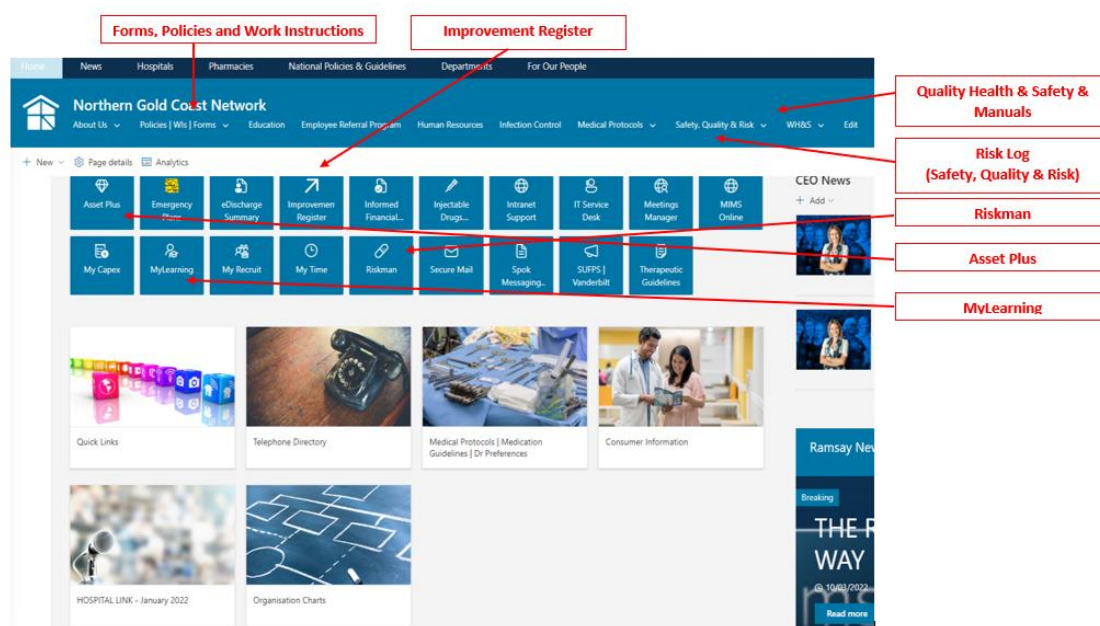 Forms, Policies and Work Instructions
Improvement Register
Home News Hospitals Pharmacies National Policies & Guidelines Departments For Our People
Northern Gold Coast Network
About Us Policies | WIs | Forms Education Employee Referral Program Human Resources Infection Control Medical Protocols Safety, Quality & Risk WH&S Edit
Quality Health & Safety &
Manuals
Risk Log
(Safety, Quality & Risk)
Riskman
Asset Plus
MyLearning
+ New Page details Analytics
Asset Plus
Emergency
Plans
eDischarge
Summary
Improvemen
Register
Informed
Financial...
Injectable
Drugs...
Intranet
Support
IT Service
Desk
Meetings
Manager
MIMS
Online
My Capex
MyLearning
My Recruit
My Time
Riskman
Secure Mail
Spok
Messaging...
SUFPS |
Vanderbilt
Therapeutic
Guidelines
CEO News
+ Add
Quick Links
Telephone Directory
Medical Protocols | Medication
Guidelines | Dr Preferences
Consumer Information
HOSPITAL LINK - January 2022
Organisation Charts
Ramsay Nev
Breaking
THE R
WAY
10/03/2022
Read more